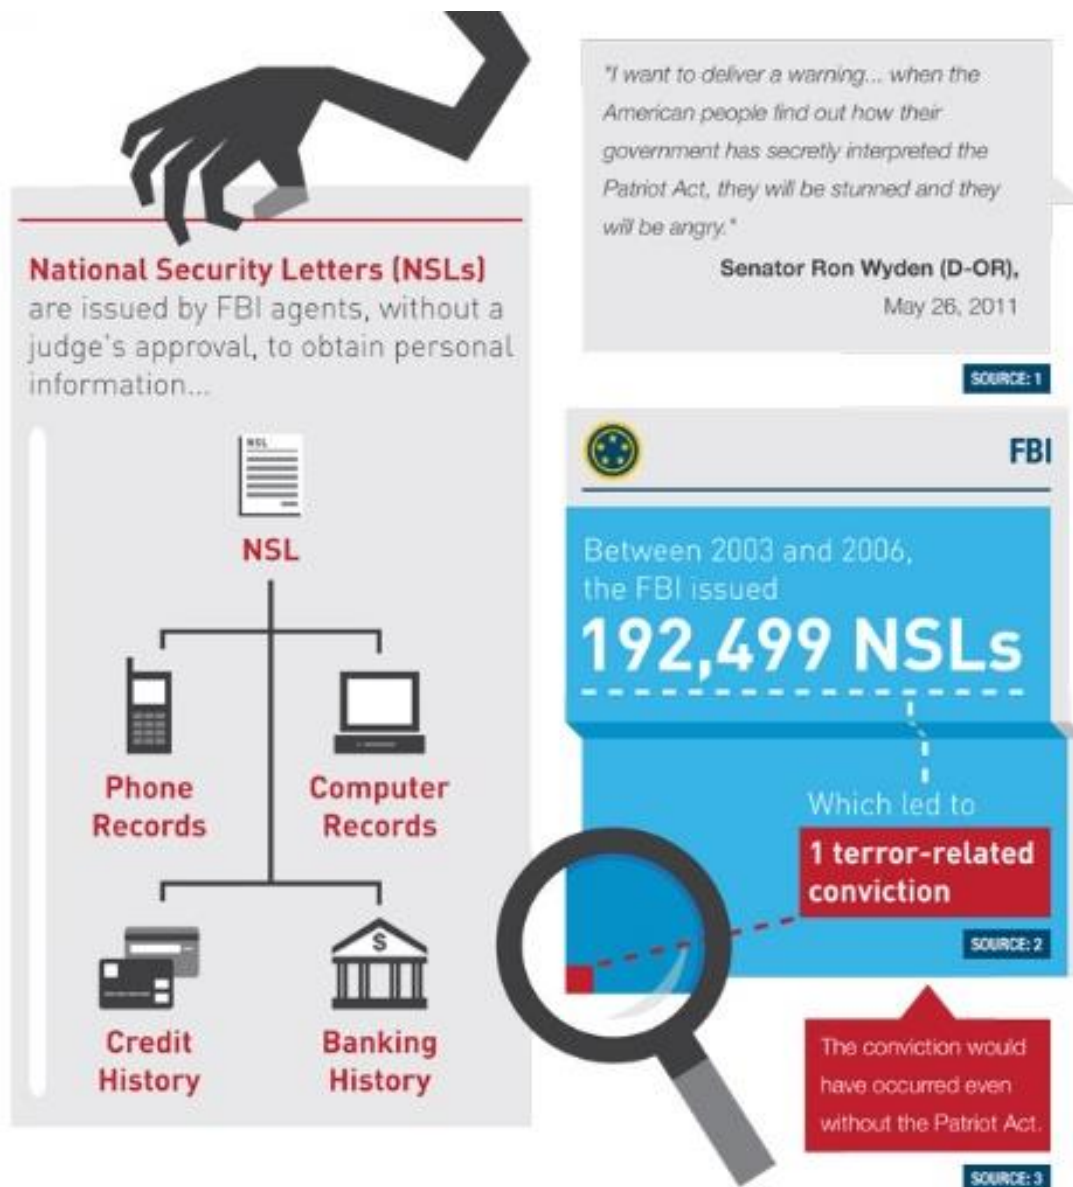 National Security Letters (NSLs)
are issued by FBI agents, without a
judge's approval, to obtain personal
information...
NSL
NSL
Phone
Records
Computer
Records
Credit
History
Banking
History
"I want to deliver a warning... when the
American people find out how their
government has secretly interpreted the
Patriot Act, they will be stunned and they
will be angry."
Senator Ron Wyden (D-OR),
May 26, 2011
SOURCE: 1
FBI
Between 2003 and 2006,
the FBI issued
192,499 NSLs
Which led to
1 terror-related
conviction
SOURCE: 2
The conviction would
have occurred even
without the Patriot Act.
SOURCE: 3